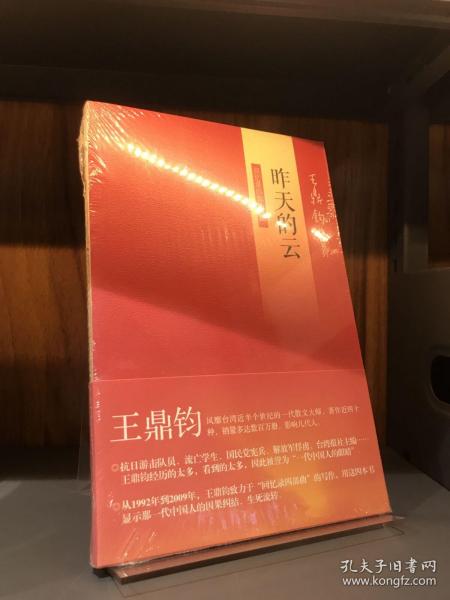 昨天的云
王鼎钧
王鼎钧
风靡台湾近半个世纪的一代散文大师，著作近四十
种，销量多达数百万册，影响几代人。
抗日游击队员、流亡学生、国民党宪兵、解放军俘虏、台湾报社主编……
王鼎钧经历的太多，看到的太多，因此被誉为“一代中国人的眼睛”
从1992年到2009年，王鼎钧致力于“回忆录四部曲”的写作，用这四本书
显示那一代中国人的因果纠结、生死流转。
孔夫子旧书网
www.kongfz.com